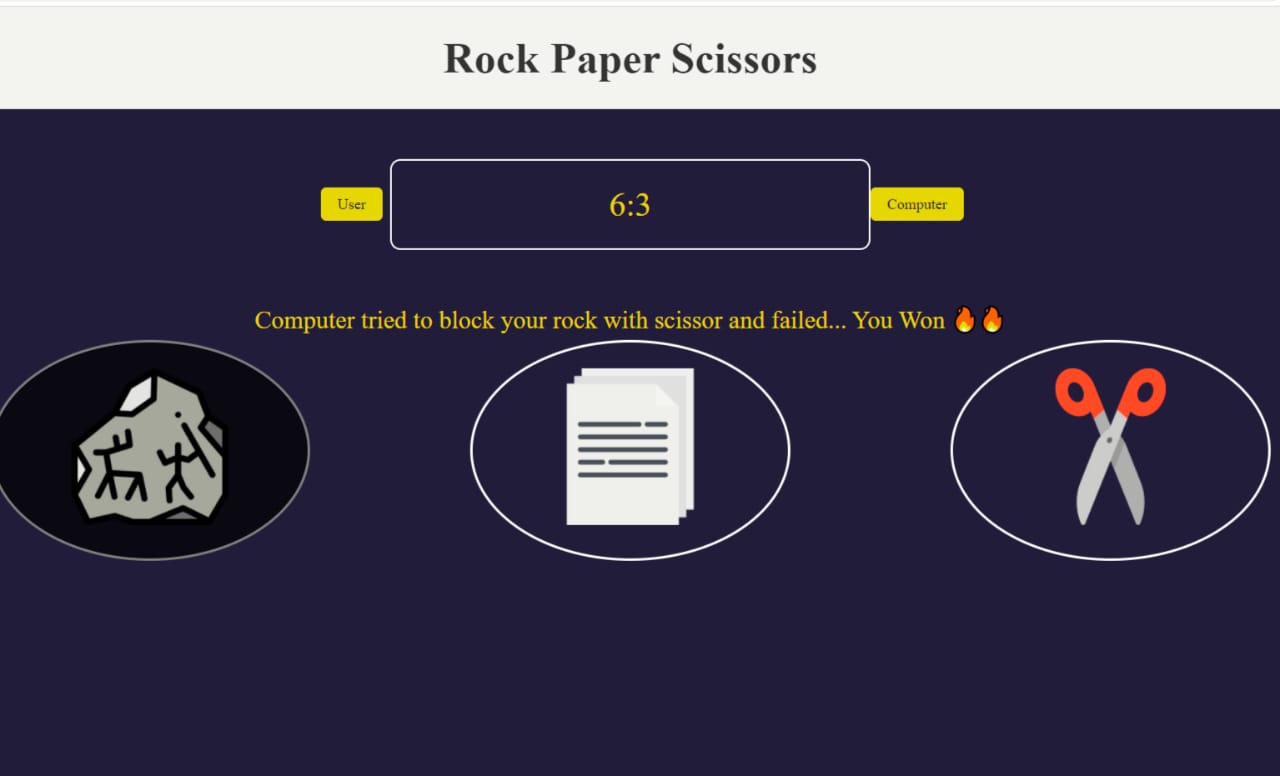 Rock Paper Scissors
User
6:3
Computer
Computer tried to block your rock with scissor and failed... You Won 🔥🔥